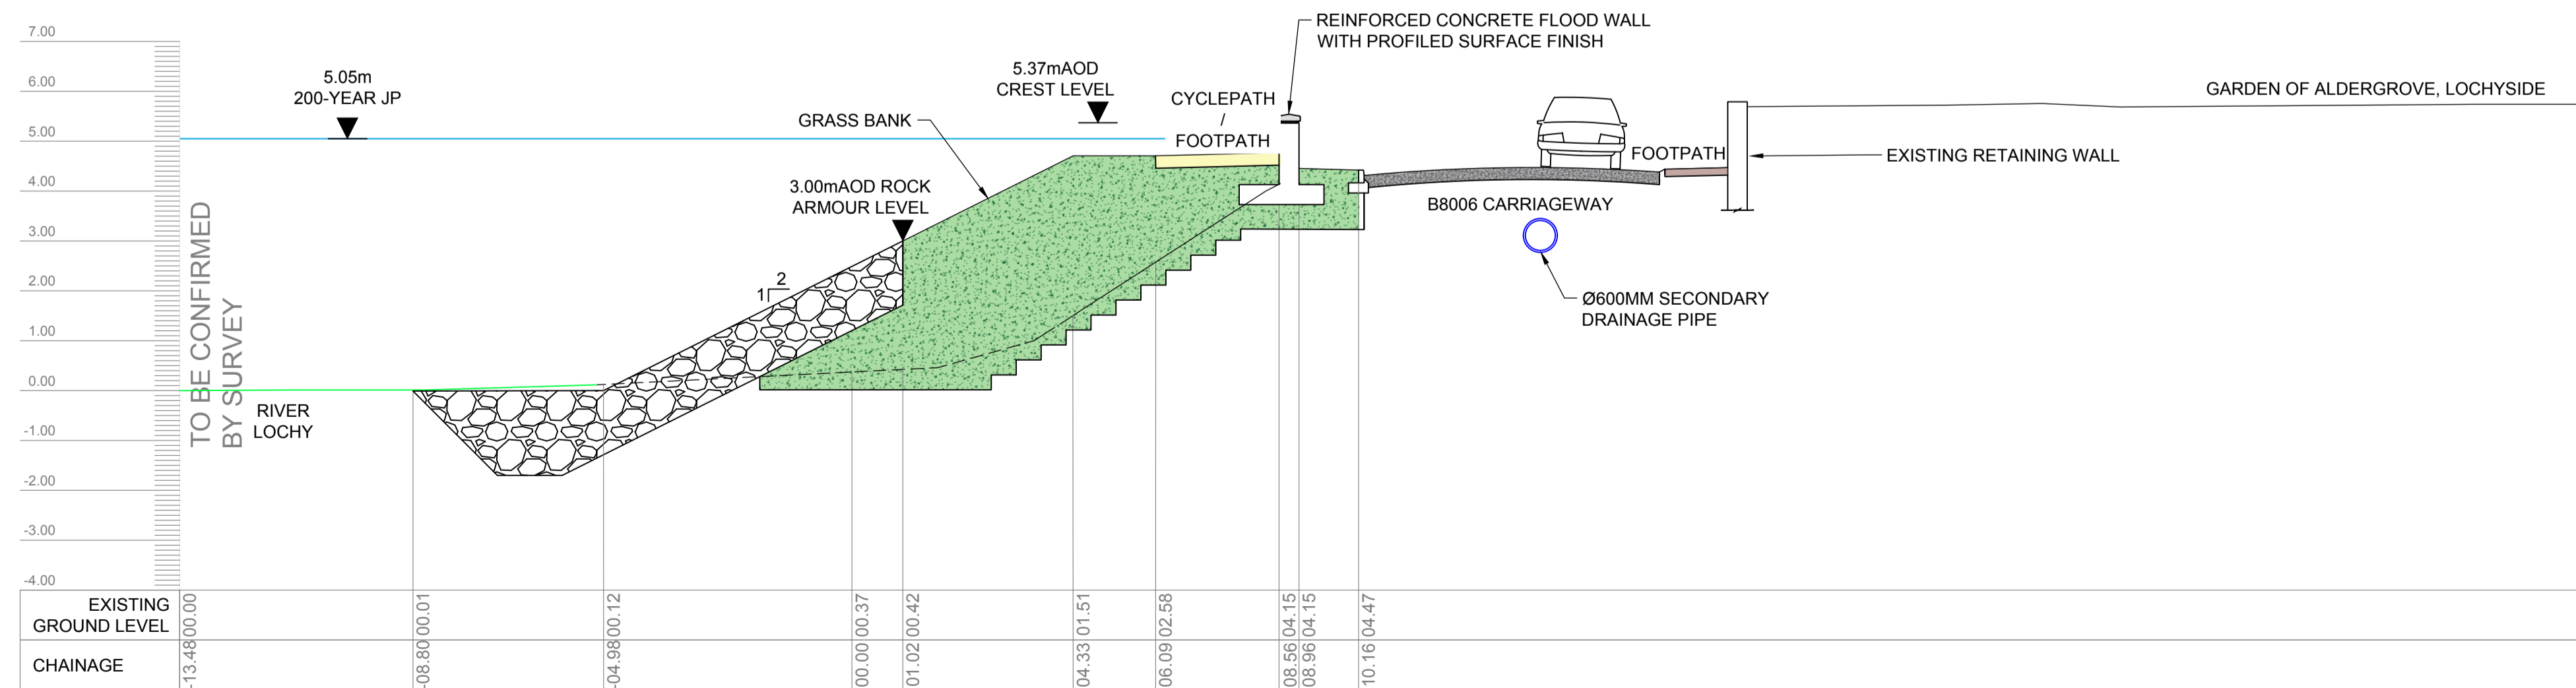 REINFORCED CONCRETE FLOOD WALL
WITH PROFILED SURFACE FINISH
7.00
6.00
5.00
4.00
3.00
2.00
1.00
0.00
-1.00
-2.00
-3.00
-4.00
5.05m
200-YEAR JP
5.37mAOD
CREST LEVEL
CYCLEPATH
/
FOOTPATH
GRASS BANK
GARDEN OF ALDERGROVE, LOCHYSIDE
FOOTPATH
EXISTING RETAINING WALL
3.00mAOD ROCK
ARMOUR LEVEL
B8006 CARRIAGEWAY
2
1
Ø600MM SECONDARY
DRAINAGE PIPE
TO BE CONFIRMED
BY SURVEY
RIVER
LOCHY
EXISTING
GROUND LEVEL
00.00
00.01
00.12
00.37
00.42
01.51
02.58
04.15
04.15
04.47
CHAINAGE
-13.48
-08.80
-04.98
00.00
01.02
04.33
06.09
08.56
08.96
10.16